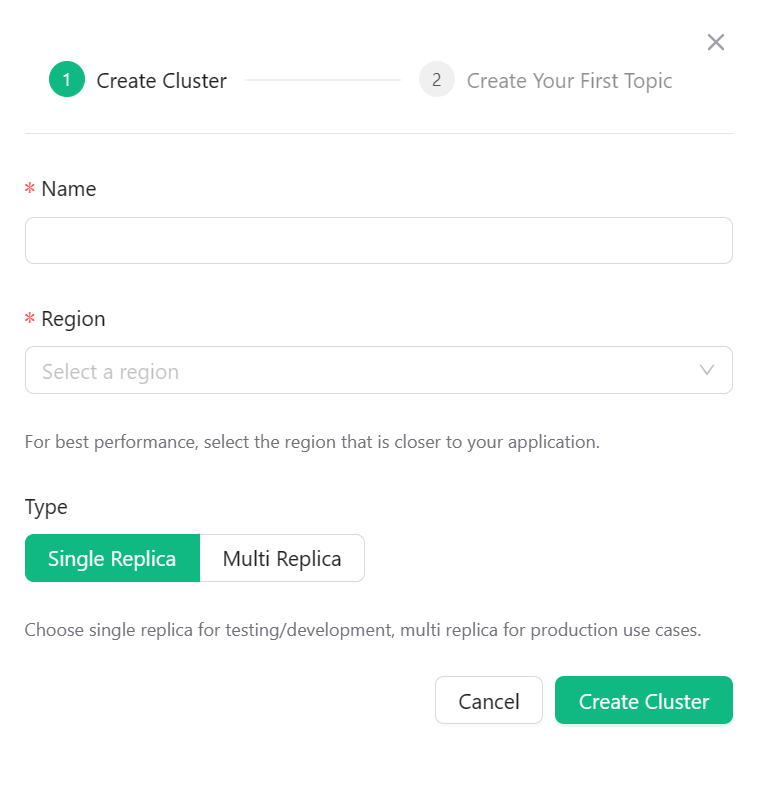 1 Create Cluster 2 Create Your First Topic
* Name
* Region
Select a region
For best performance, select the region that is closer to your application.
Type
Single Replica Multi Replica
Choose single replica for testing/development, multi replica for production use cases.
Cancel Create Cluster